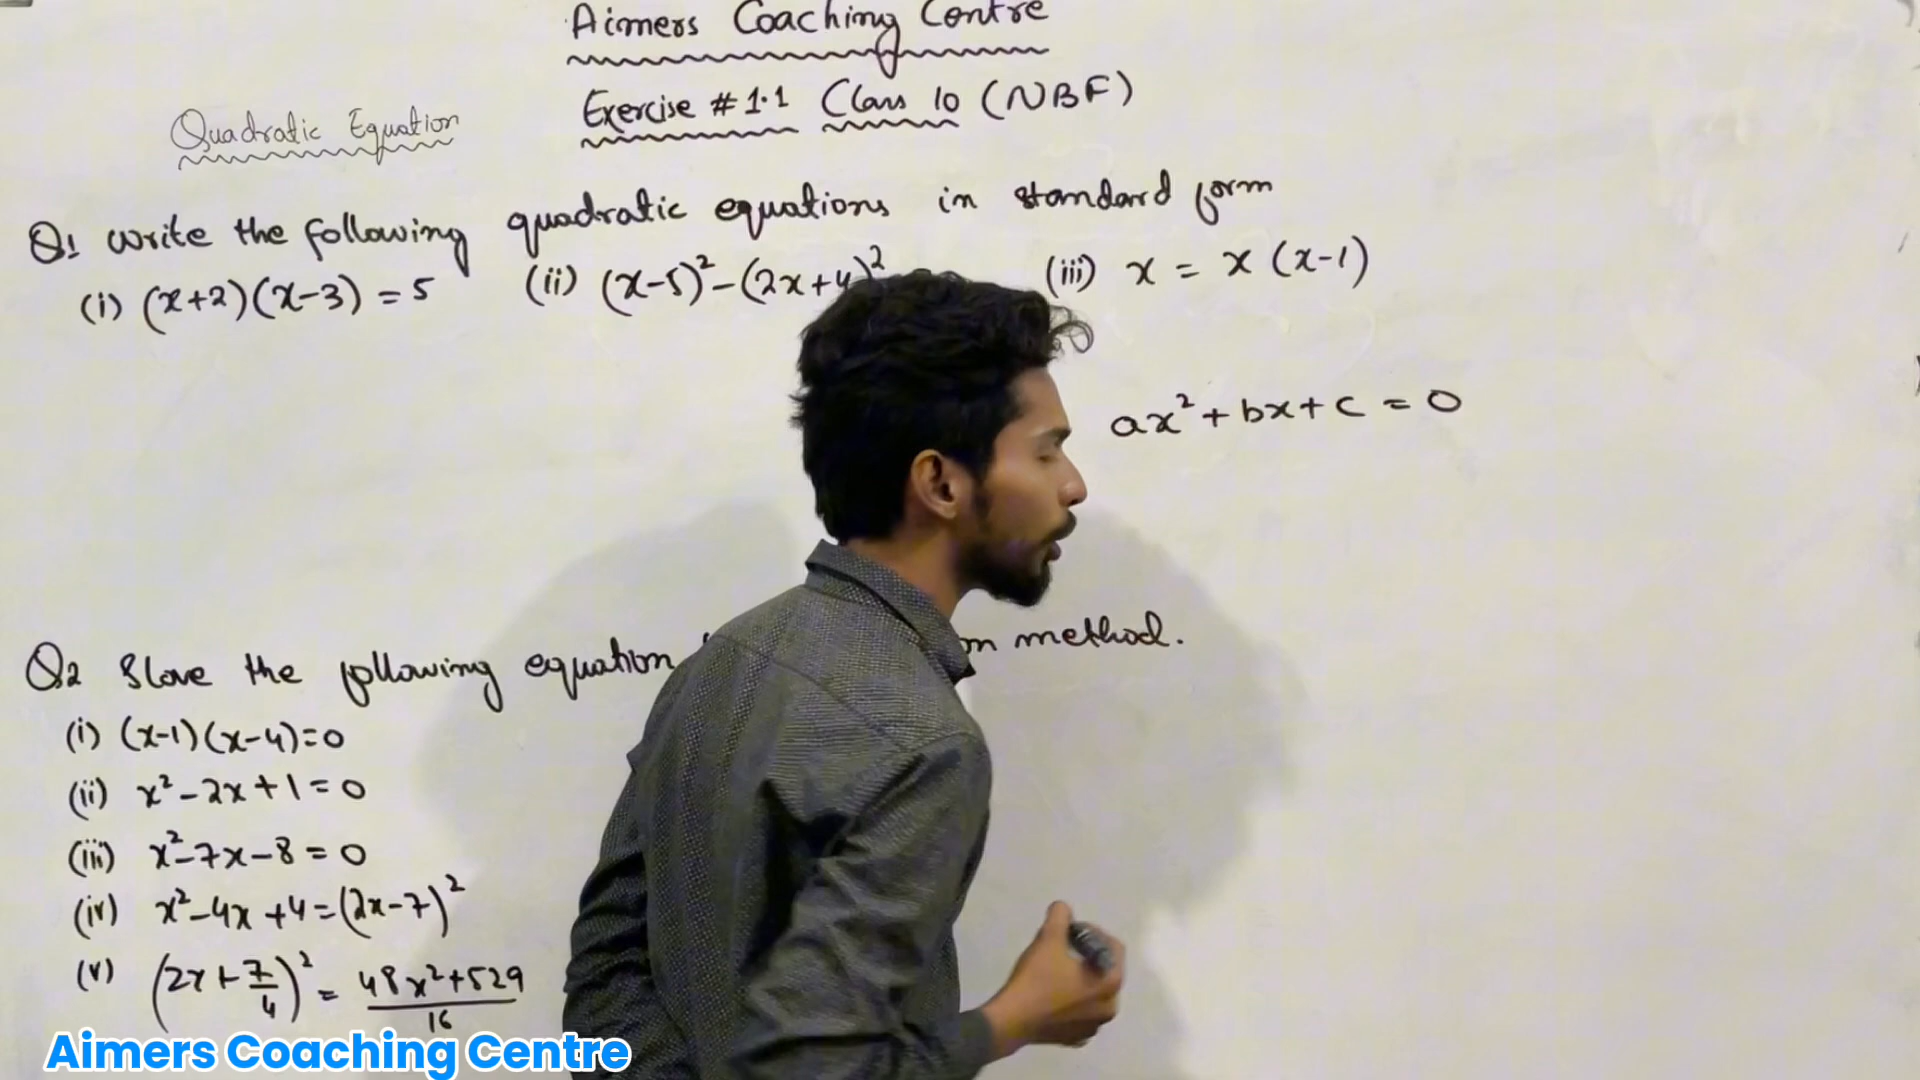 Aimers Coaching Centre
Exercise #1.1 Class 10 (NBF)
Quadratic Equation
Q1 Write the following quadratic equations in standard form
(i) (x+2)(x-3) = 5 (ii) (x-5)²-(2x+4)² (iii) x = x (x-1)
ax²+bx+c = 0
Q2 Slove the following equation method.
(i) (x-1)(x-4)=0
(ii) x²-2x+1=0
(iii) x²-7x-8=0
(iv) x²-4x+4=(2x-7)²
(v) (2x+7/4)² = 48x²+529/16
Aimers Coaching Centre